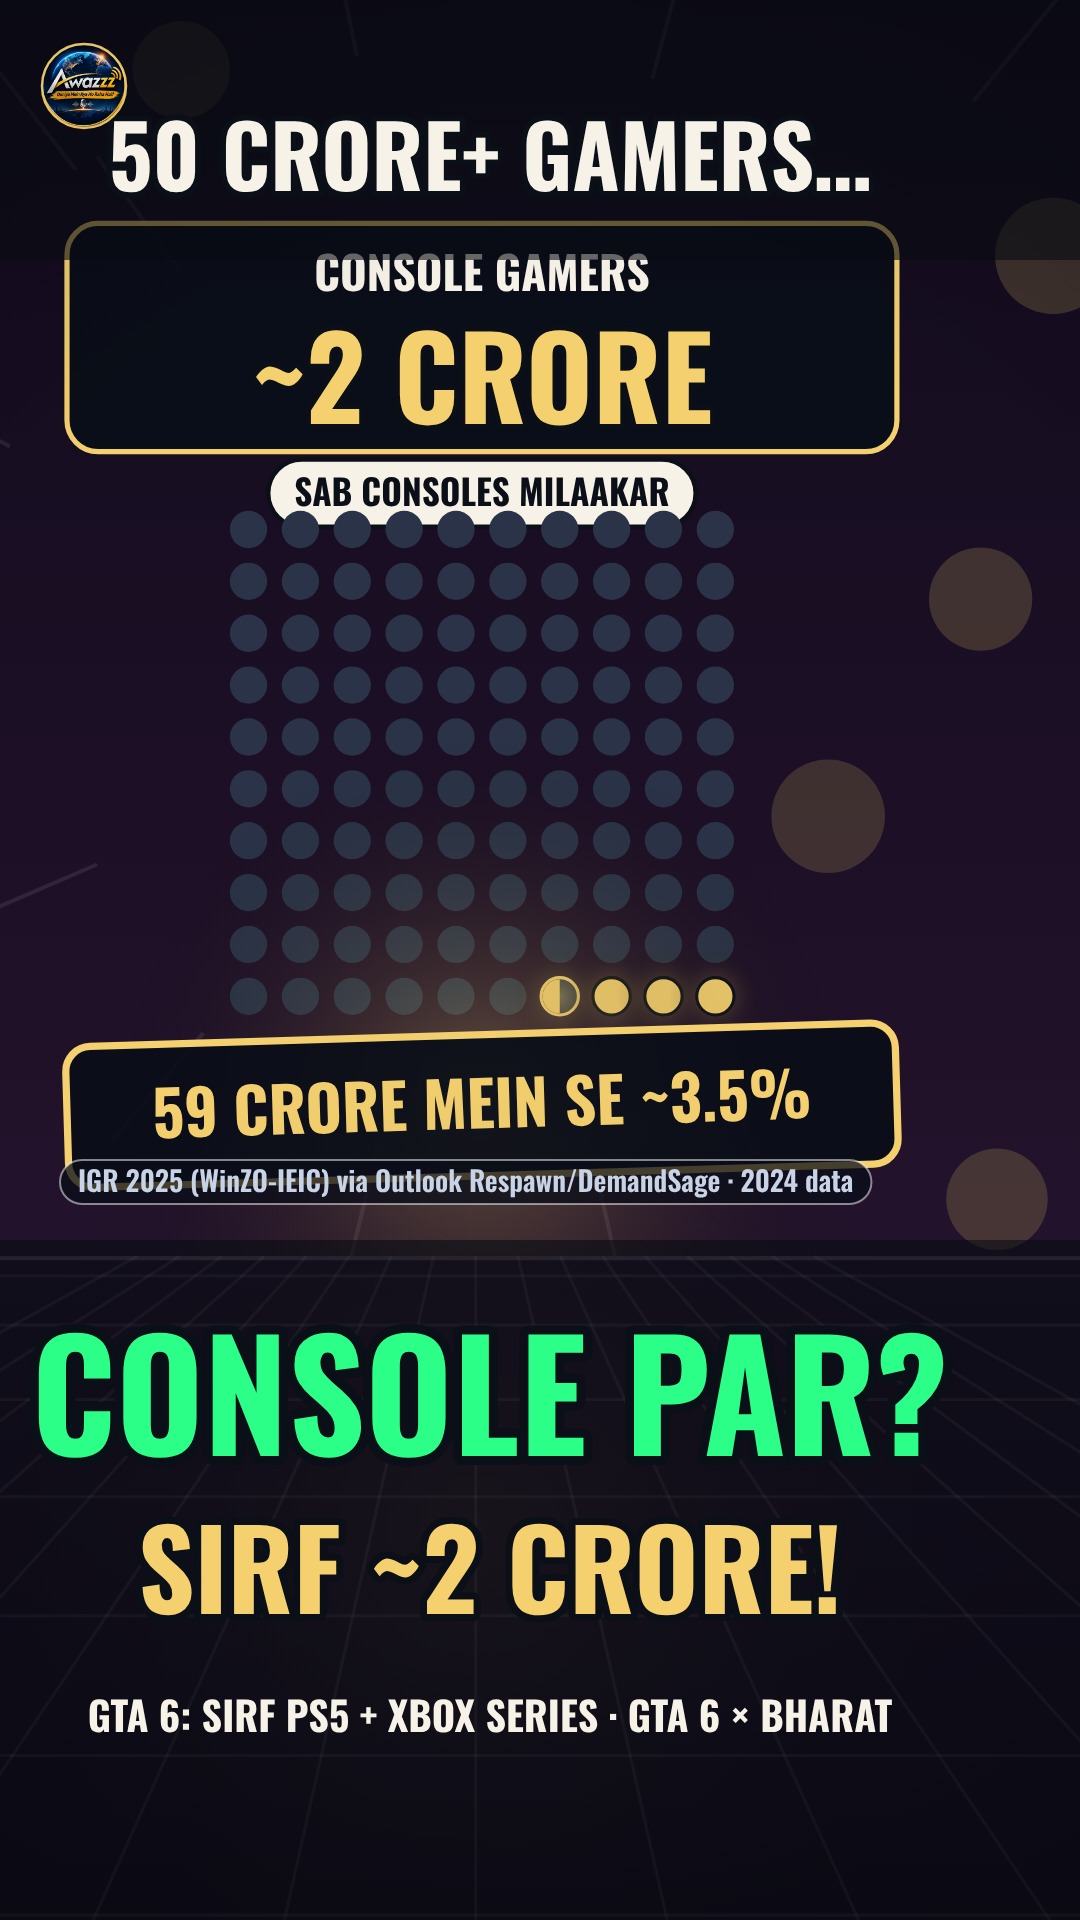 Awazzz
50 CRORE+ GAMERS...
CONSOLE GAMERS
~2 CRORE
SAB CONSOLES MILAAKAR
59 CRORE MEIN SE ~3.5%
IGR 2025 (WinZO-IEIC) via Outlook Respawn/DemandSage · 2024 data
CONSOLE PAR?
SIRF ~2 CRORE!
GTA 6: SIRF PS5 + XBOX SERIES · GTA 6 × BHARAT